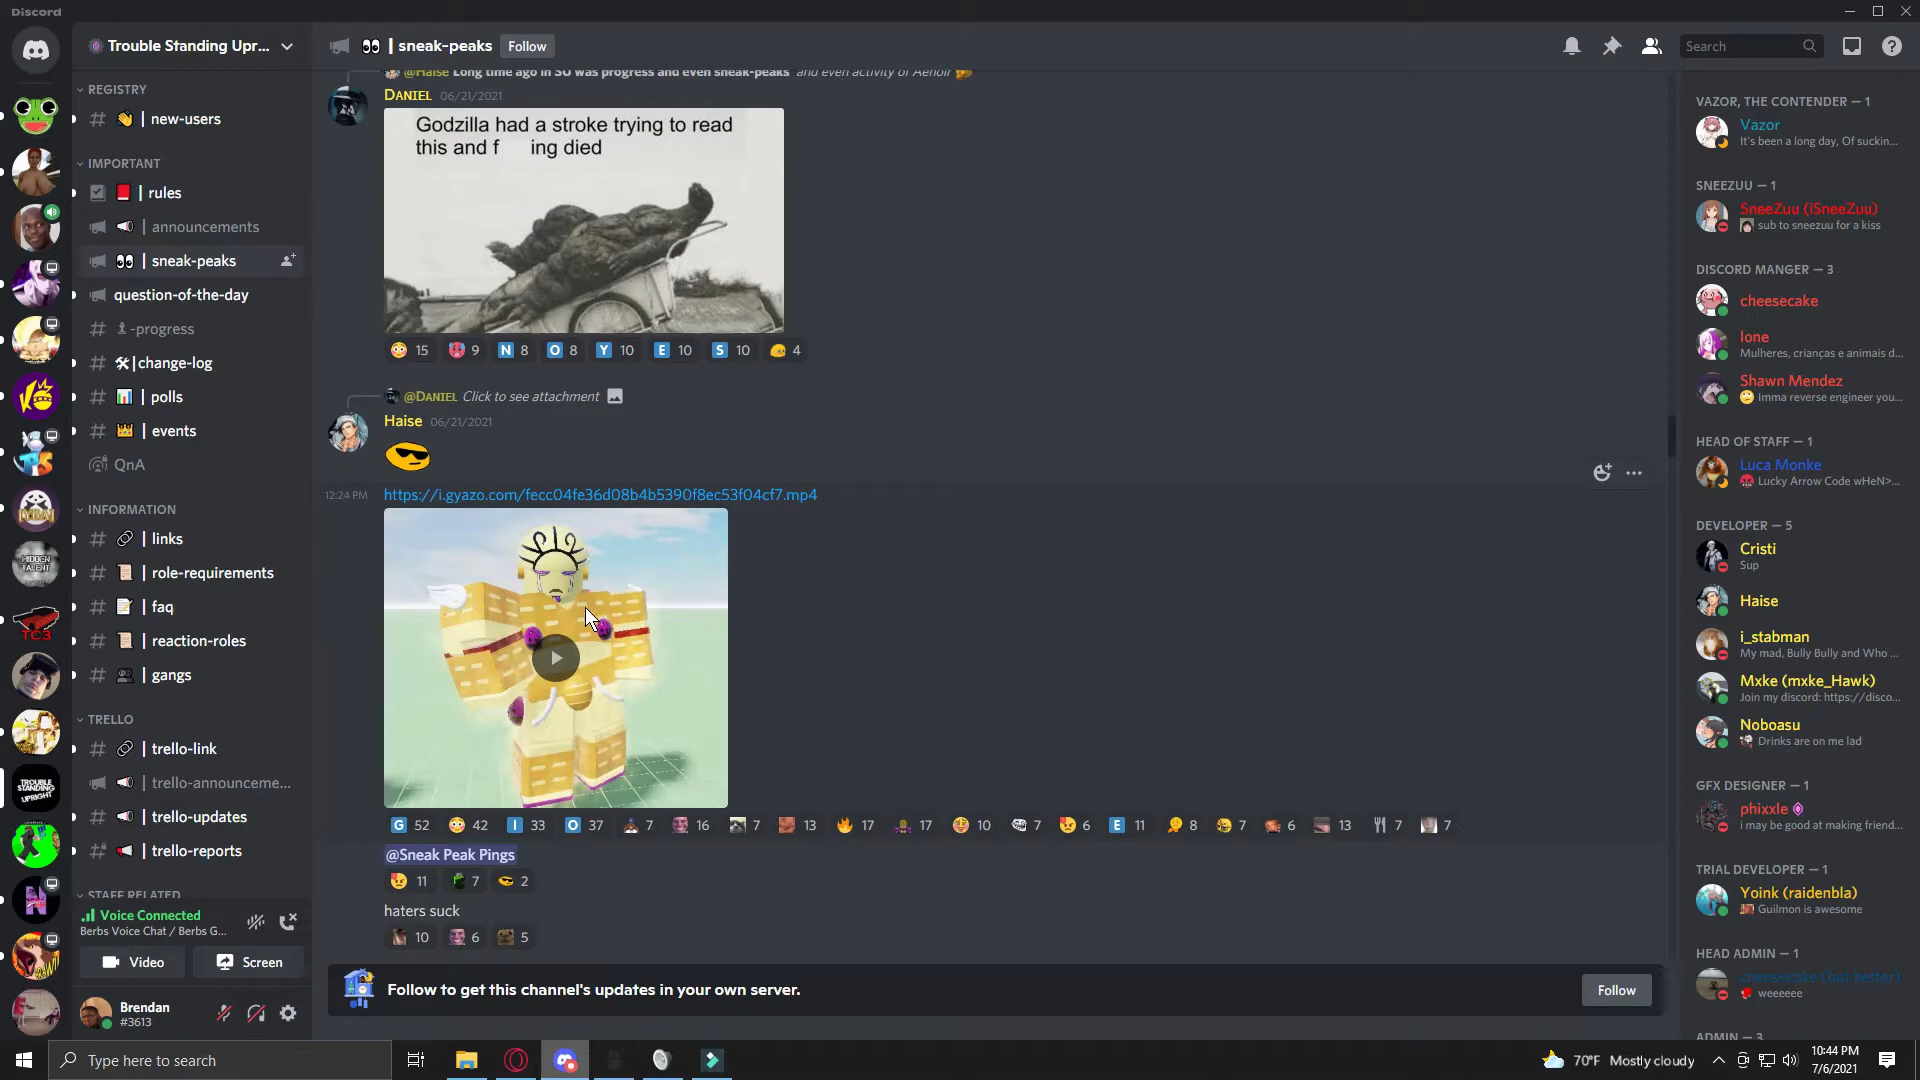 Discord
Trouble Standing Upr...
| sneak-peaks
Follow
Search
REGISTRY
| new-users
IMPORTANT
| rules
| announcements
| sneak-peaks
question-of-the-day
-progress
|change-log
| polls
| events
QnA
INFORMATION
| links
| role-requirements
| faq
| reaction-roles
| gangs
TRELLO
| trello-link
| trello-announceme...
| trello-updates
| trello-reports
STAFF RELATED
Voice Connected
Berbs Voice Chat / Berbs G...
Video
Screen
Brendan
#3613
HIDDEN
TALENT
TC3
TROUBLE
STANDING
UPRIGHT
@Haise Long time ago in SU was progress and even sneak-peaks and even activity of Aenoir
DANIEL 06/21/2021
Godzilla had a stroke trying to read
this and f ing died
15 9 N 8 O 8 Y 10 E 10 S 10 4
@DANIEL Click to see attachment
Haise 06/21/2021
12:24 PM https://i.gyazo.com/fecc04fe36d08b4b5390f8ec53f04cf7.mp4
G 52 42 I 33 O 37 7 16 7 13 17 17 10 7 6 E 11 8 7 6 13 7 7
@Sneak Peak Pings
11 7 2
haters suck
10 6 5
Follow to get this channel's updates in your own server.
Follow
VAZOR, THE CONTENDER — 1
Vazor
It's been a long day, Of suckin...
SNEEZUU — 1
SneeZuu (iSneeZuu)
sub to sneezuu for a kiss
DISCORD MANGER — 3
cheesecake
lone
Mulheres, crianças e animais d...
Shawn Mendez
Imma reverse engineer you...
HEAD OF STAFF — 1
Luca Monke
Lucky Arrow Code wHeN>...
DEVELOPER — 5
Cristi
Sup
Haise
i_stabman
My mad, Bully Bully and Who ...
Mxke (mxke_Hawk)
Join my discord: https://disco...
Noboasu
Drinks are on me lad
GFX DESIGNER — 1
phixxle
i may be good at making friend...
TRIAL DEVELOPER — 1
Yoink (raidenbla)
Guilmon is awesome
HEAD ADMIN — 1
cheesecake (but better)
weeeeee
ADMIN — 3
Type here to search
70°F Mostly cloudy
10:44 PM
7/6/2021